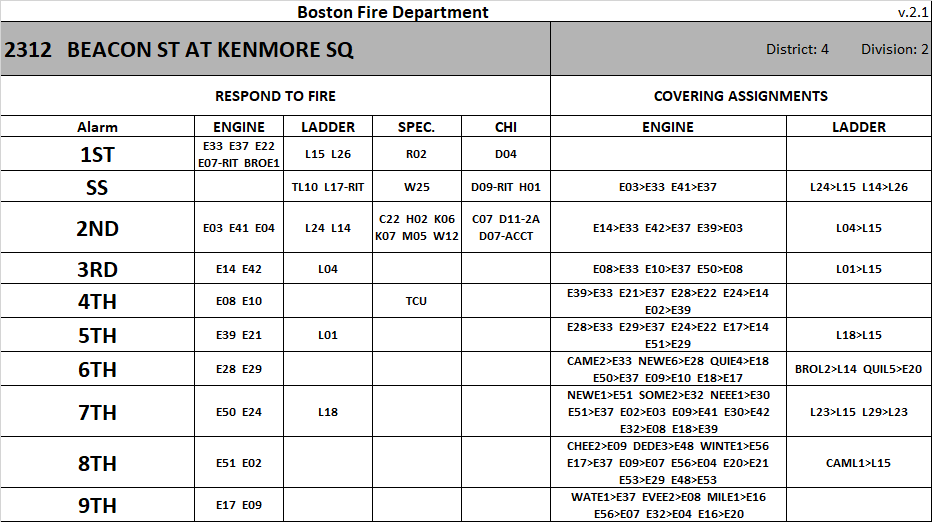 Boston Fire Department v.2.1
2312 BEACON ST AT KENMORE SQ District: 4 Division: 2
RESPOND TO FIRE COVERING ASSIGNMENTS
Alarm ENGINE LADDER SPEC. CHI ENGINE LADDER
1ST E33 E37 E22 L15 L26 R02 D04
E07-RIT BROE1
SS TL10 L17-RIT W25 D09-RIT H01 E03>E33 E41>E37 L24>L15 L14>L26
2ND E03 E41 E04 L24 L14 C22 H02 K06 C07 D11-2A E14>E33 E42>E37 E39>E03 L04>L15
K07 M05 W12 D07-ACCT
3RD E14 E42 L04 E08>E33 E10>E37 E50>E08 L01>L15
4TH E08 E10 TCU E39>E33 E21>E37 E28>E22 E24>E14
E02>E39
5TH E39 E21 L01 E28>E33 E29>E37 E24>E22 E17>E14 L18>L15
E51>E29
6TH E28 E29 CAME2>E33 NEWE6>E28 QUIE4>E18 BROL2>L14 QUIL5>E20
E50>E37 E09>E10 E18>E17
7TH E50 E24 L18 NEWE1>E51 SOME2>E32 NEEE1>E30 L23>L15 L29>L23
E51>E37 E02>E03 E09>E41 E30>E42
E32>E08 E18>E39
8TH E51 E02 CHEE2>E09 DEDE3>E48 WINTE1>E56 CAML1>L15
E17>E37 E09>E07 E56>E04 E20>E21
E53>E29 E48>E53
9TH E17 E09 WATE1>E37 EVEE2>E08 MILE1>E16
E56>E07 E32>E04 E16>E20